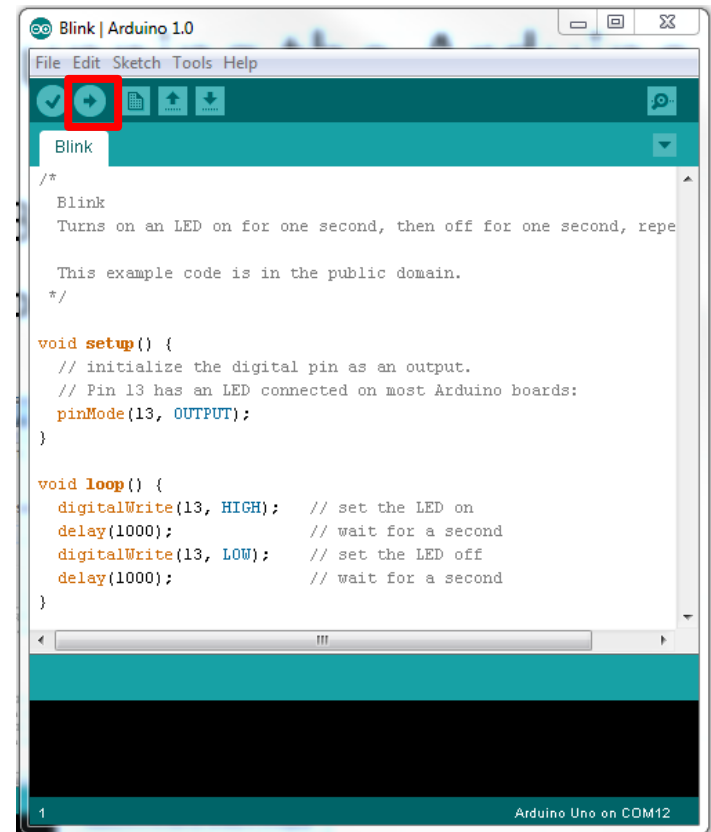 Blink | Arduino 1.0
File Edit Sketch Tools Help
Blink
/*
  Blink
  Turns on an LED on for one second, then off for one second, repe

  This example code is in the public domain.
 */

void setup() {
  // initialize the digital pin as an output.
  // Pin 13 has an LED connected on most Arduino boards:
  pinMode(13, OUTPUT);
}

void loop() {
  digitalWrite(13, HIGH);   // set the LED on
  delay(1000);              // wait for a second
  digitalWrite(13, LOW);    // set the LED off
  delay(1000);              // wait for a second
}
1
Arduino Uno on COM12